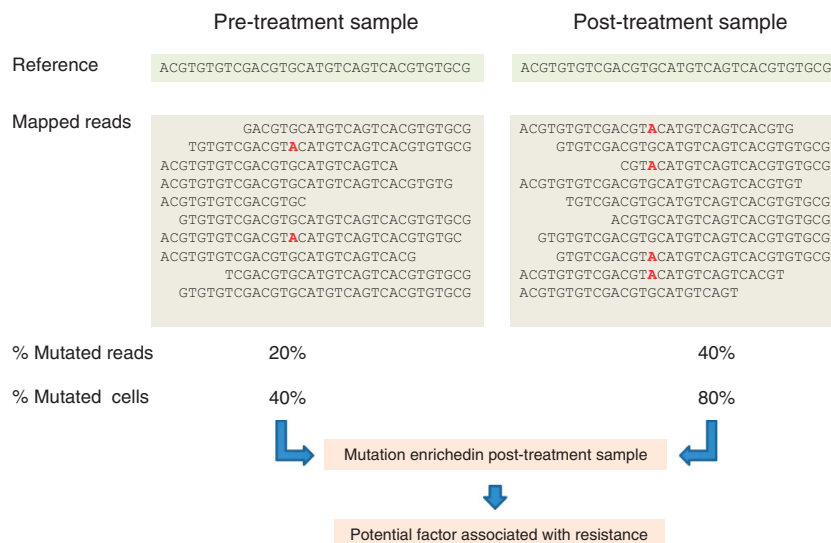 Pre-treatment sample
Post-treatment sample
Reference
ACGTGTGTCGACGTGCATGTCAGTCACGTGTGCG
ACGTGTGTCGACGTGCATGTCAGTCACGTGTGCG
Mapped reads
GACGTGCATGTCAGTCACGTGTGCG
TGTGTCGACGTACATGTCAGTCACGTGTGCG
ACGTGTGTCGACGTGCATGTCAGTCA
ACGTGTGTCGACGTGCATGTCAGTCACGTGTG
ACGTGTGTCGACGTGC
GTGTGTCGACGTGCATGTCAGTCACGTGTGCG
ACGTGTGTCGACGTACATGTCAGTCACGTGTGC
ACGTGTGTCGACGTGCATGTCAGTCACG
TCGACGTGCATGTCAGTCACGTGTGCG
GTGTGTCGACGTGCATGTCAGTCACGTGTGCG
ACGTGTGTCGACGTACATGTCAGTCACGTG
GTGTCGACGTGCATGTCAGTCACGTGTGCG
CGTACATGTCAGTCACGTGTGCG
ACGTGTGTCGACGTGCATGTCAGTCACGTGT
TGTCGACGTGCATGTCAGTCACGTGTGCG
ACGTGCATGTCAGTCACGTGTGCG
GTGTGTCGACGTGCATGTCAGTCACGTGTGCG
GTGTCGACGTACATGTCAGTCACGTGTGCG
ACGTGTGTCGACGTACATGTCAGTCACGT
ACGTGTGTCGACGTGCATGTCAGT
% Mutated reads
20%
40%
% Mutated cells
40%
80%
Mutation enrichedin post-treatment sample
Potential factor associated with resistance